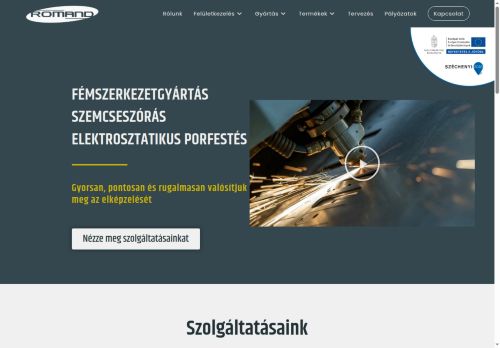 ROMAND
Rólunk
Felületkezelés
Gyártás
Termékek
Tervezés
Pályázatok
Kapcsolat
SZÉCHENYI
FÉMSZERKEZETGYÁRTÁS
SZEMCSESZÓRÁS
ELEKTROSZTATIKUS PORFESTÉS
Gyorsan, pontosan és rugalmasan valósítjuk
meg az elképzelését
Nézze meg szolgáltatásainkat
Szolgáltatásaink